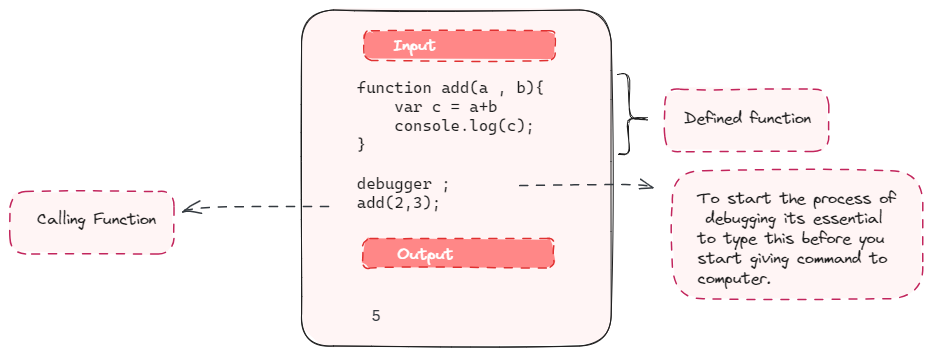 Input
function add(a , b){
    var c = a+b
    console.log(c);
}
Defined function
debugger ;
add(2,3);
Calling Function
To start the process of
debugging its essential
to type this before you
start giving command to
computer.
Output
5